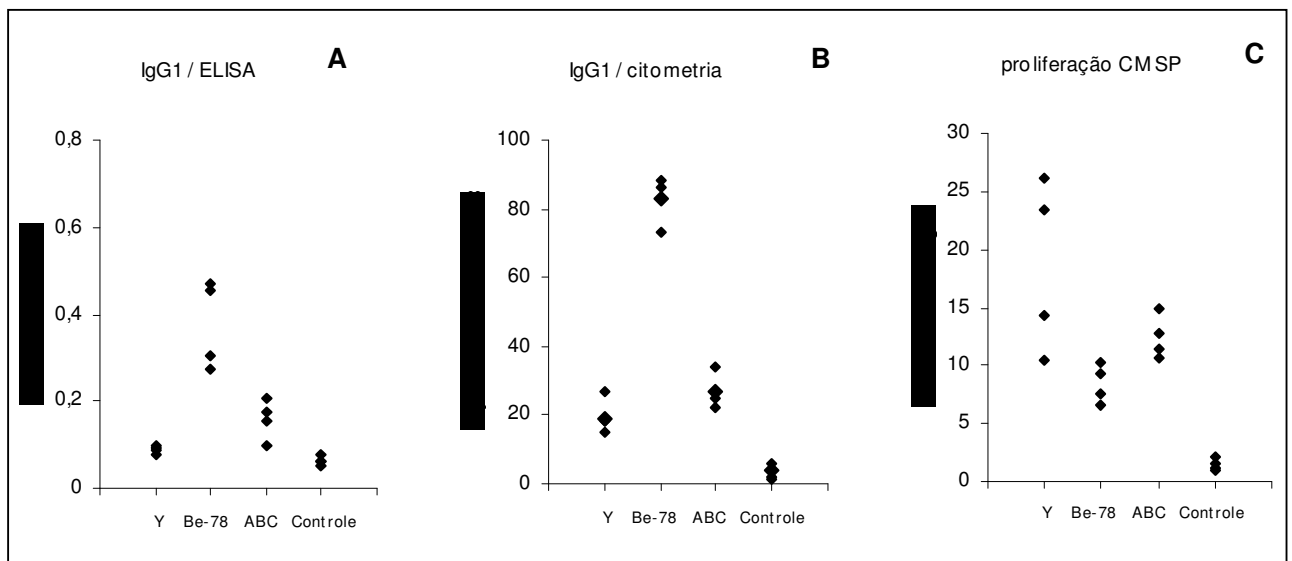 A
IgG1 / ELISA
0,8
0,6
0,4
0,2
0
Y Be-78 ABC Controle
B
IgG1 / citometria
100
80
60
40
20
0
Y Be-78 ABC Controle
C
proliferação CMSP
30
25
20
15
10
5
0
Y Be-78 ABC Controle